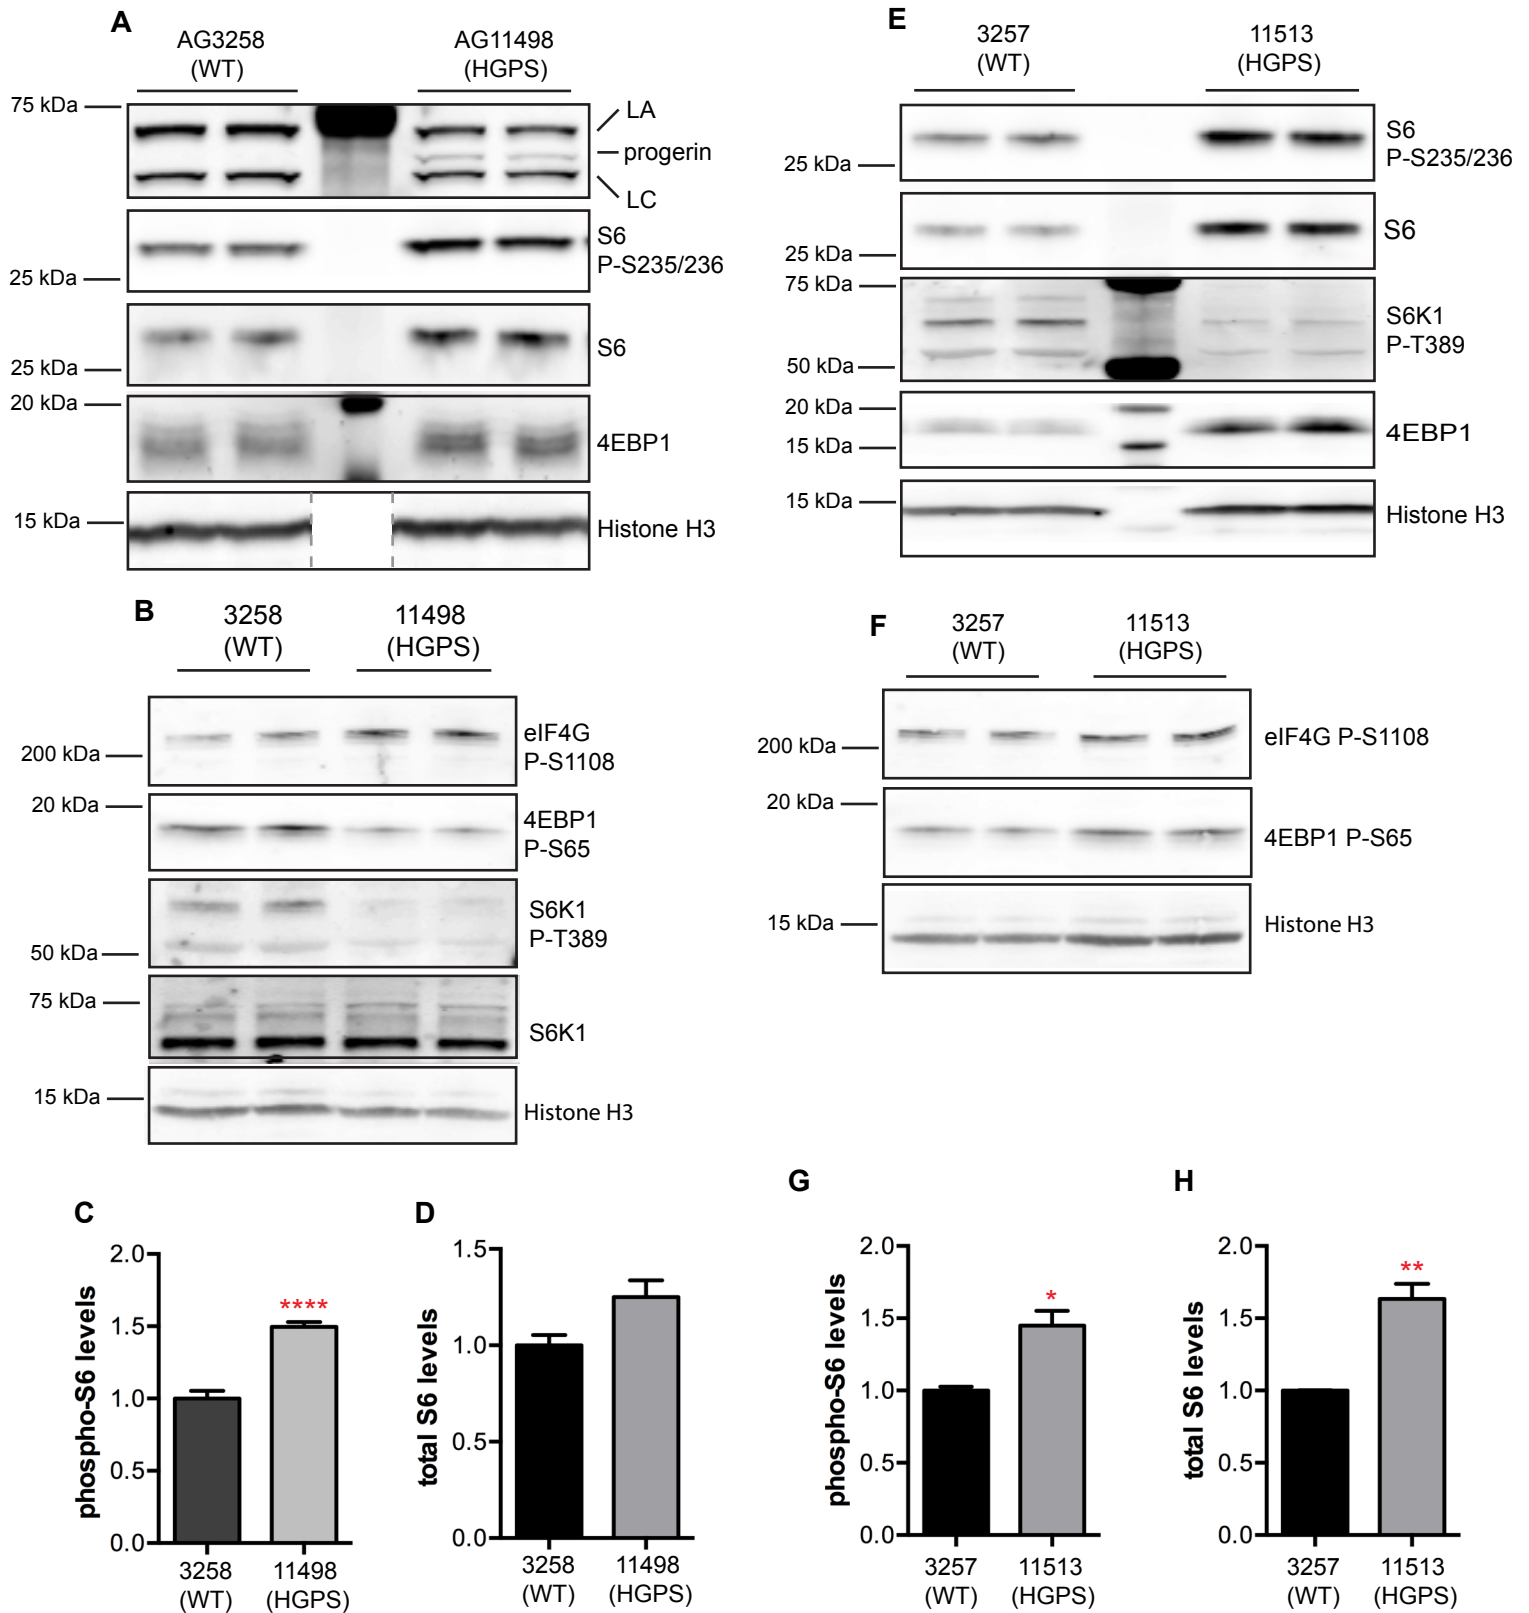 A
AG3258
(WT)
AG11498
(HGPS)
75 kDa
LA
progerin
LC
S6
P-S235/236
25 kDa
S6
25 kDa
20 kDa
4EBP1
15 kDa
Histone H3
B
3258
(WT)
11498
(HGPS)
eIF4G
P-S1108
200 kDa
20 kDa
4EBP1
P-S65
S6K1
P-T389
50 kDa
75 kDa
S6K1
15 kDa
Histone H3
C
phospho-S6 levels
2.0
1.5
1.0
0.5
0.0
****
3258
(WT)
11498
(HGPS)
D
total S6 levels
1.5
1.0
0.5
0.0
3258
(WT)
11498
(HGPS)
E
3257
(WT)
11513
(HGPS)
S6
P-S235/236
25 kDa
S6
25 kDa
75 kDa
S6K1
P-T389
50 kDa
20 kDa
4EBP1
15 kDa
15 kDa
Histone H3
F
3257
(WT)
11513
(HGPS)
eIF4G P-S1108
200 kDa
20 kDa
4EBP1 P-S65
15 kDa
Histone H3
G
phospho-S6 levels
2.0
1.5
1.0
0.5
0.0
*
3257
(WT)
11513
(HGPS)
H
total S6 levels
2.0
1.5
1.0
0.5
0.0
**
3257
(WT)
11513
(HGPS)